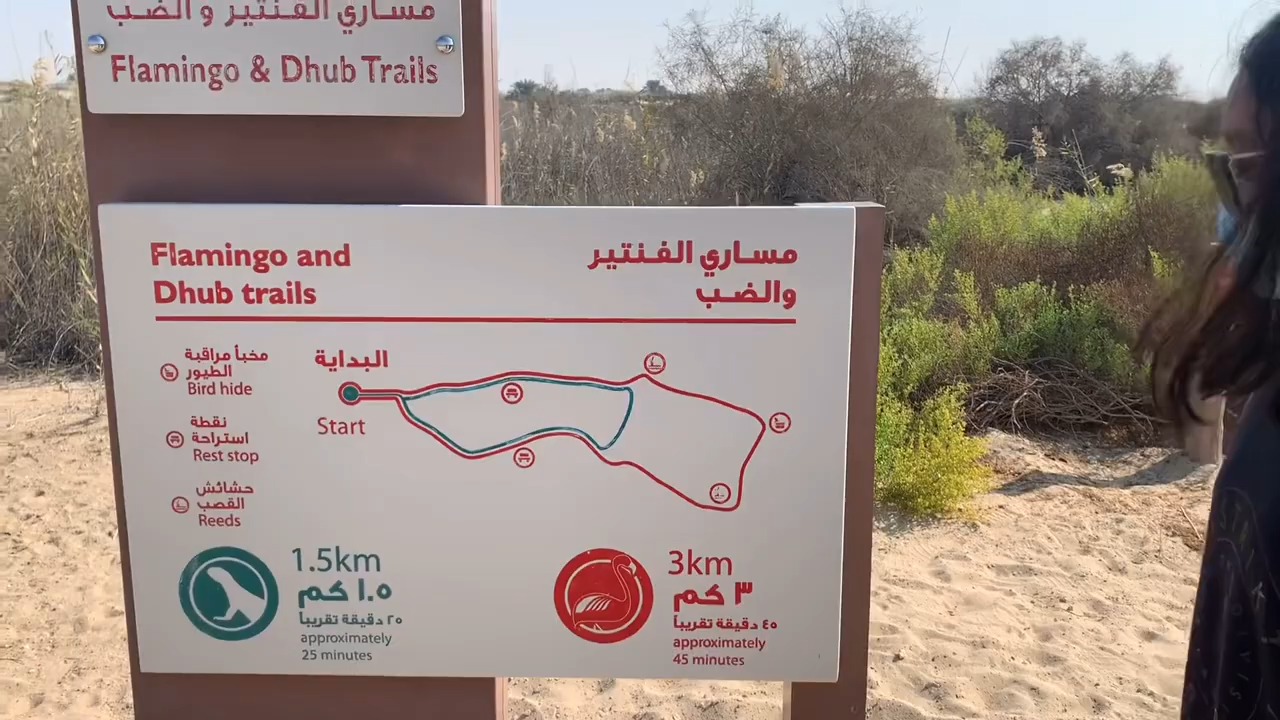 مساري الفنتير و الضب
Flamingo & Dhub Trails
Flamingo and
Dhub trails
مساري الفنتير
والضب
مخبأ مراقبة
الطيور
Bird hide
نقطة
استراحة
Rest stop
حشائش
القصب
Reeds
البداية
Start
1.5km
١.٥ كم
٢٥ دقيقة تقريباً
approximately
25 minutes
3km
٣ كم
٤٥ دقيقة تقريباً
approximately
45 minutes